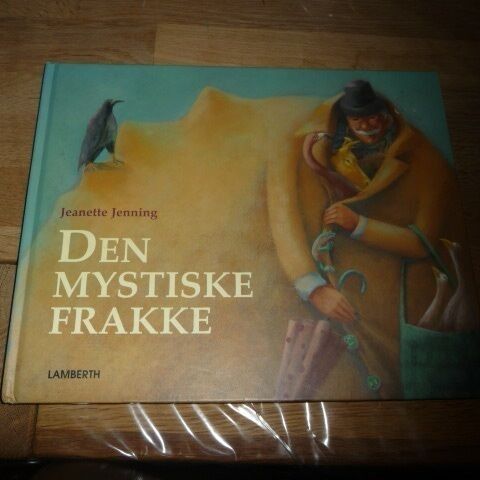 Jeanette Jenning
DEN
MYSTISKE
FRAKKE
LAMBERTH